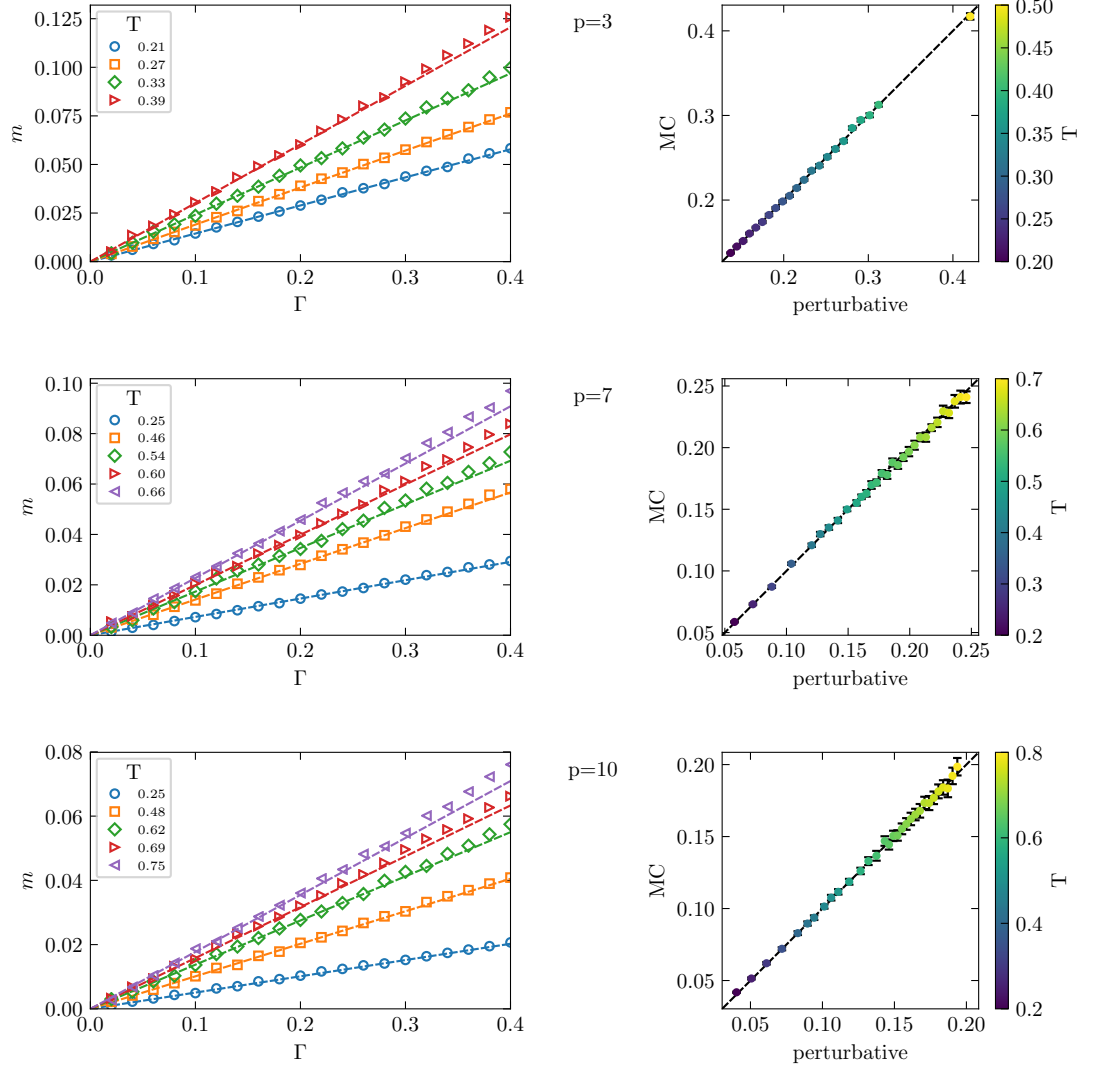 p=3
T
0.21
0.27
0.33
0.39
0.125
0.100
0.075
0.050
0.025
0.000
m
0.0 0.1 0.2 0.3 0.4
Γ
0.4
0.3
0.2
MC
0.2 0.3 0.4
perturbative
0.50
0.45
0.40
0.35
0.30
0.25
0.20
T
p=7
T
0.25
0.46
0.54
0.60
0.66
0.10
0.08
0.06
0.04
0.02
0.00
m
0.0 0.1 0.2 0.3 0.4
Γ
0.25
0.20
0.15
0.10
0.05
MC
0.05 0.10 0.15 0.20 0.25
perturbative
0.7
0.6
0.5
0.4
0.3
0.2
T
p=10
T
0.25
0.48
0.62
0.69
0.75
0.08
0.06
0.04
0.02
0.00
m
0.0 0.1 0.2 0.3 0.4
Γ
0.20
0.15
0.10
0.05
MC
0.05 0.10 0.15 0.20
perturbative
0.8
0.6
0.4
0.2
T